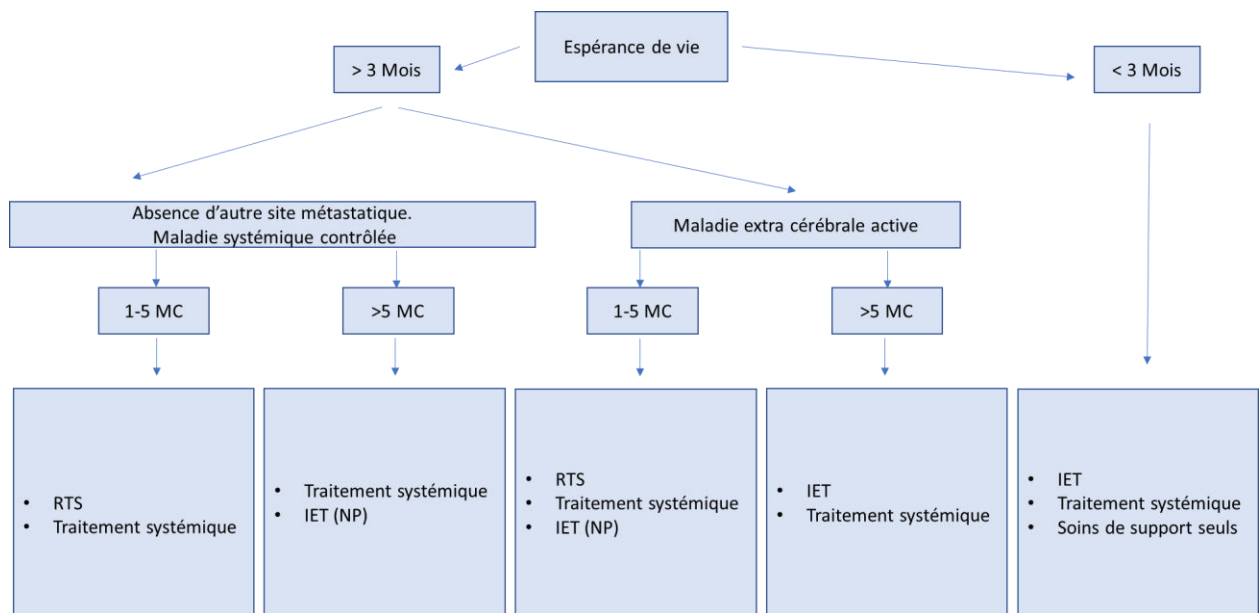 Espérance de vie
> 3 Mois
< 3 Mois
Absence d'autre site métastatique.
Maladie systémique contrôlée
Maladie extra cérébrale active
1-5 MC
>5 MC
1-5 MC
>5 MC
• RTS
• Traitement systémique
• Traitement systémique
• IET (NP)
• RTS
• Traitement systémique
• IET (NP)
• IET
• Traitement systémique
• IET
• Traitement systémique
• Soins de support seuls